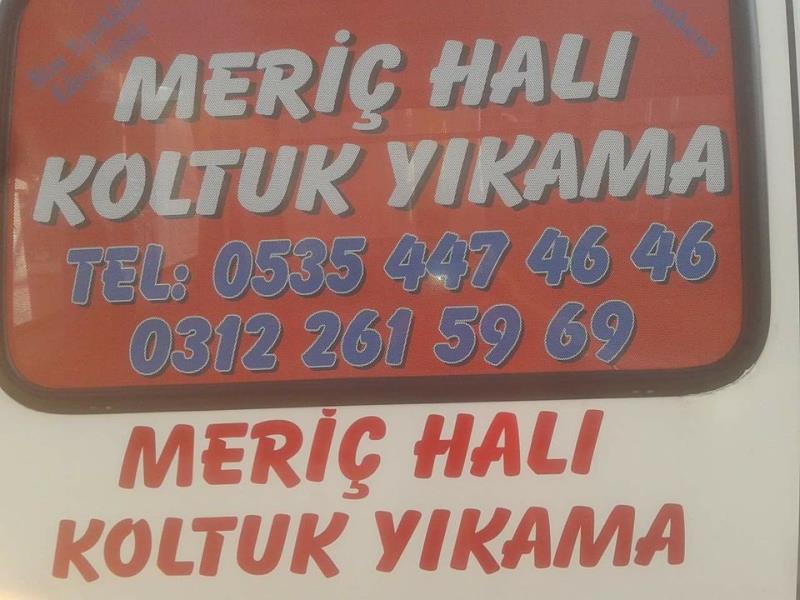 MERİÇ HALI
KOLTUK YIKAMA
TEL: 0535 447 46 46
0312 261 59 69
MERİÇ HALI
KOLTUK YIKAMA